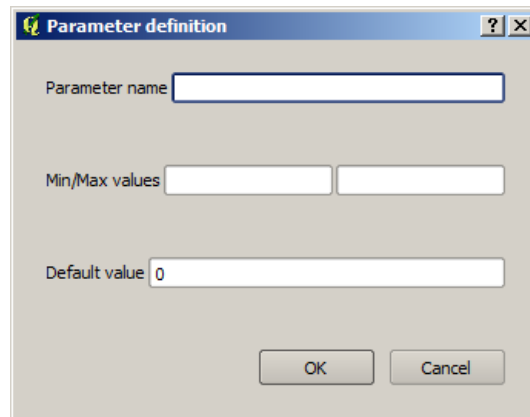 Parameter definition
Parameter name
Min/Max values
Default value 0
OK Cancel